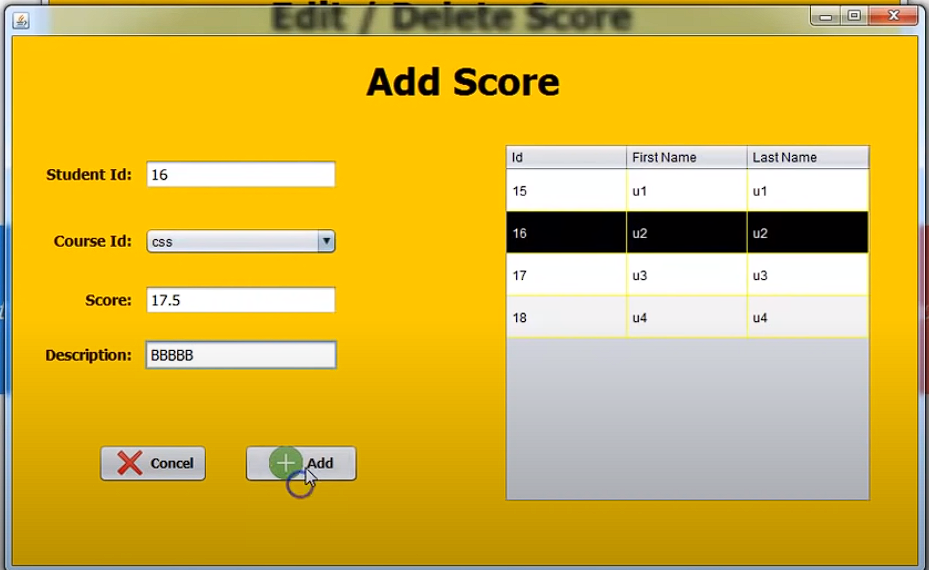 Edit / Delete Score
Add Score
Student Id: 16
Course Id: css
Score: 17.5
Description: BBBBB
Concel Add
Id First Name Last Name
15 u1 u1
16 u2 u2
17 u3 u3
18 u4 u4